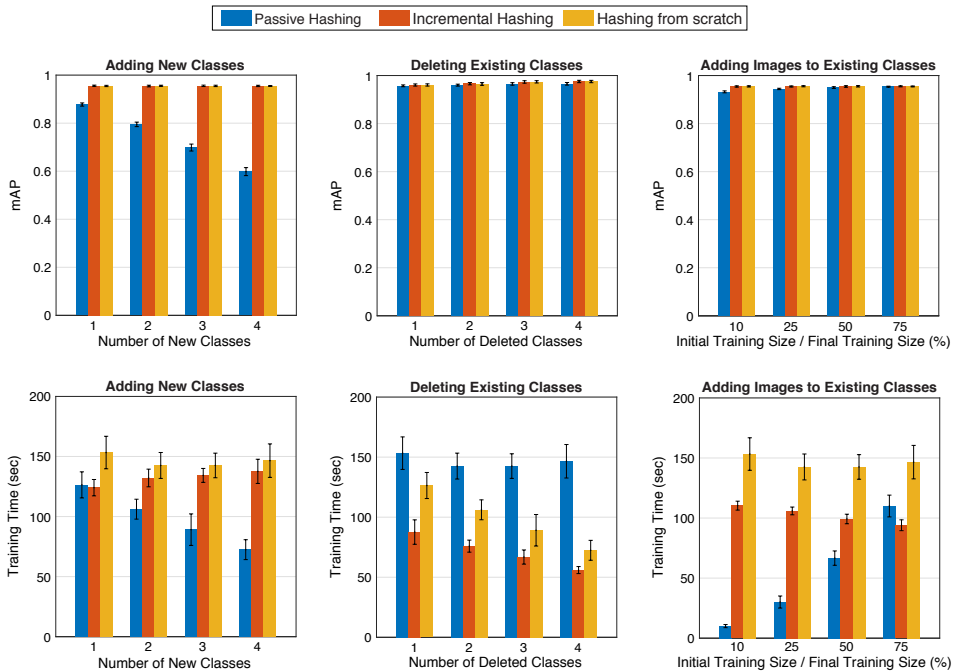 Passive Hashing Incremental Hashing Hashing from scratch
Adding New Classes
mAP
1
0.8
0.6
0.4
0.2
0
1 2 3 4
Number of New Classes
Deleting Existing Classes
mAP
1
0.8
0.6
0.4
0.2
0
1 2 3 4
Number of Deleted Classes
Adding Images to Existing Classes
mAP
1
0.8
0.6
0.4
0.2
0
10 25 50 75
Initial Training Size / Final Training Size (%)
Adding New Classes
Training Time (sec)
200
150
100
50
0
1 2 3 4
Number of New Classes
Deleting Existing Classes
Training Time (sec)
200
150
100
50
0
1 2 3 4
Number of Deleted Classes
Adding Images to Existing Classes
Training Time (sec)
200
150
100
50
0
10 25 50 75
Initial Training Size / Final Training Size (%)